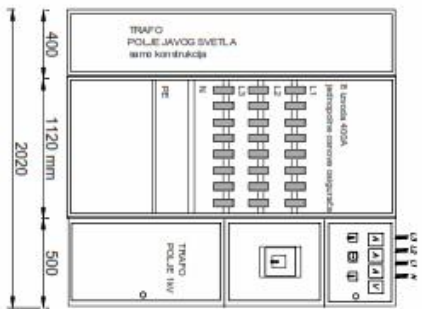 TRAFO
POLJE JAVOG SVETLA
samo konstrukcija
400
1120 mm
500
2020
PE
N
L3
L2
L1
8 izvoda 400A
jednopolne osnove osigurača
TRAFO
POLJE 1kV
A
A
A
V
L3
L2
L1
N